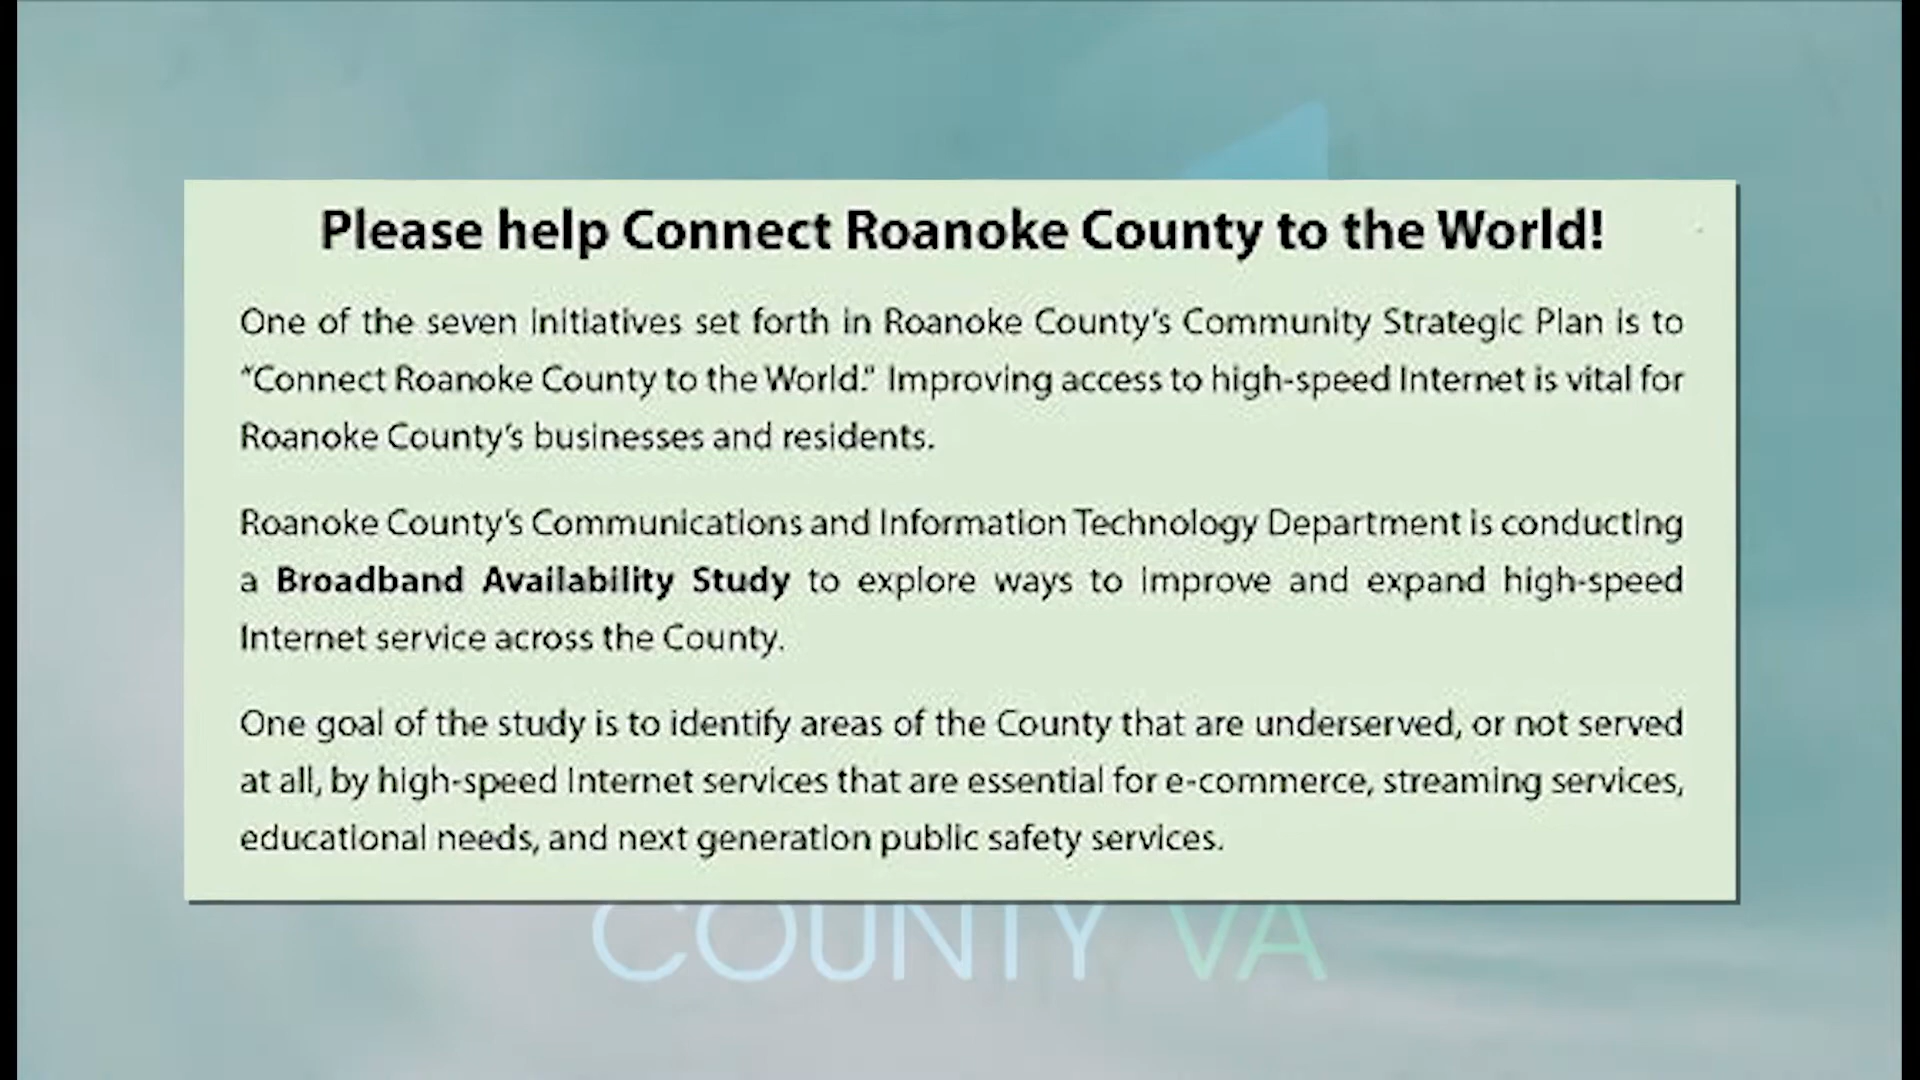 Please help Connect Roanoke County to the World!
One of the seven initiatives set forth in Roanoke County's Community Strategic Plan is to
"Connect Roanoke County to the World." Improving access to high-speed Internet is vital for
Roanoke County's businesses and residents.
Roanoke County's Communications and Information Technology Department is conducting
a Broadband Availability Study to explore ways to improve and expand high-speed
Internet service across the County.
One goal of the study is to identify areas of the County that are underserved, or not served
at all, by high-speed Internet services that are essential for e-commerce, streaming services,
educational needs, and next generation public safety services.
COUNTY VA